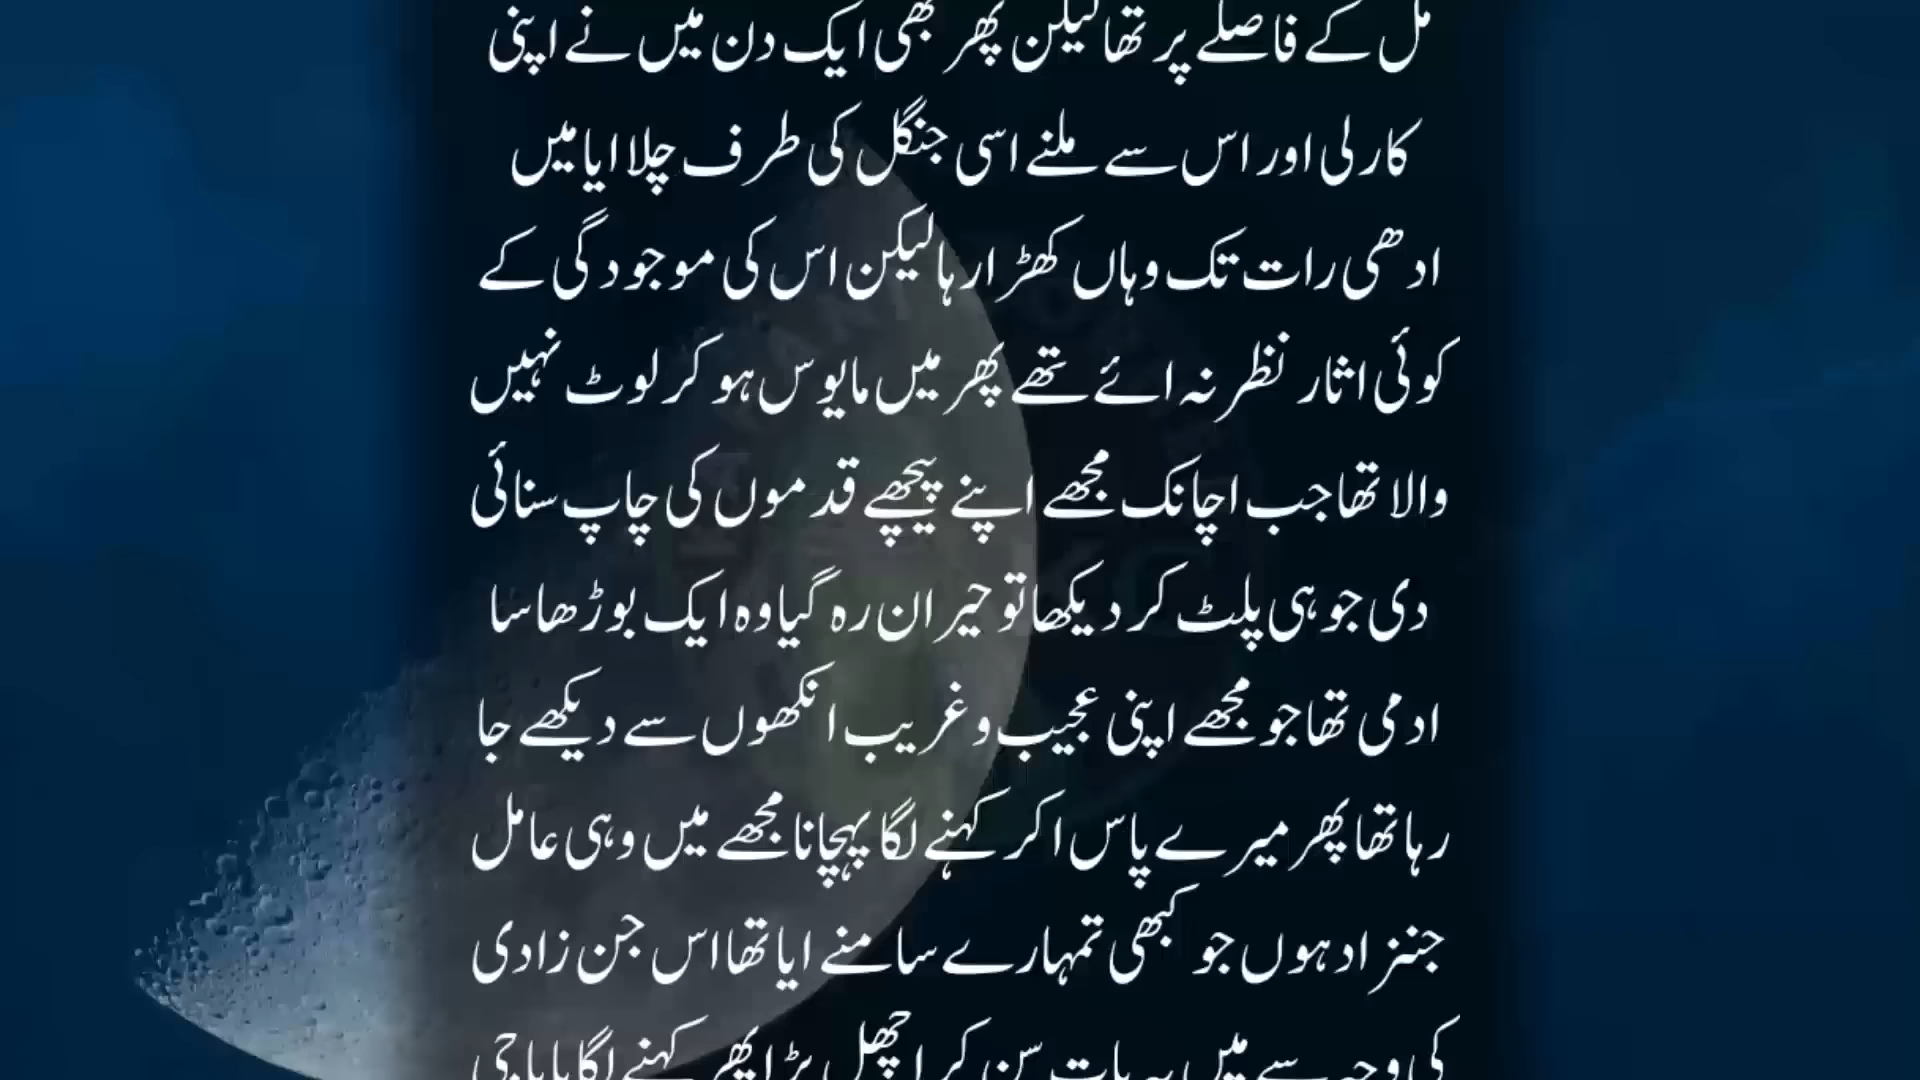 مل کے فاصلے پر تھا لیکن پھر بھی ایک دن میں نے اپنی
کار لی اور اس سے ملنے اسی جنگل کی طرف چلا ایا میں
ادھی رات تک وہاں کھڑا رہا لیکن اس کی موجودگی کے
کوئی اثار نظر نہ ائے تھے پھر میں مایوس ہو کر لوٹ نہیں
والا تھا جب اچانک مجھے اپنے پیچھے قدموں کی چاپ سنائی
دی جو ہی پلٹ کر دیکھا تو حیران رہ گیا وہ ایک بوڑھا سا
ادمی تھا جو مجھے اپنی عجیب و غریب انکھوں سے دیکھے جا
رہا تھا پھر میرے پاس اکر کہنے لگا پہچانا مجھے میں وہی عامل
جنزاد ہوں جو کبھی تمہارے سامنے ایا تھا اس جن زادی
کی وجہ سے میں یہ بات سن کر اچھل پڑا پھر کہنے لگا بابا جی